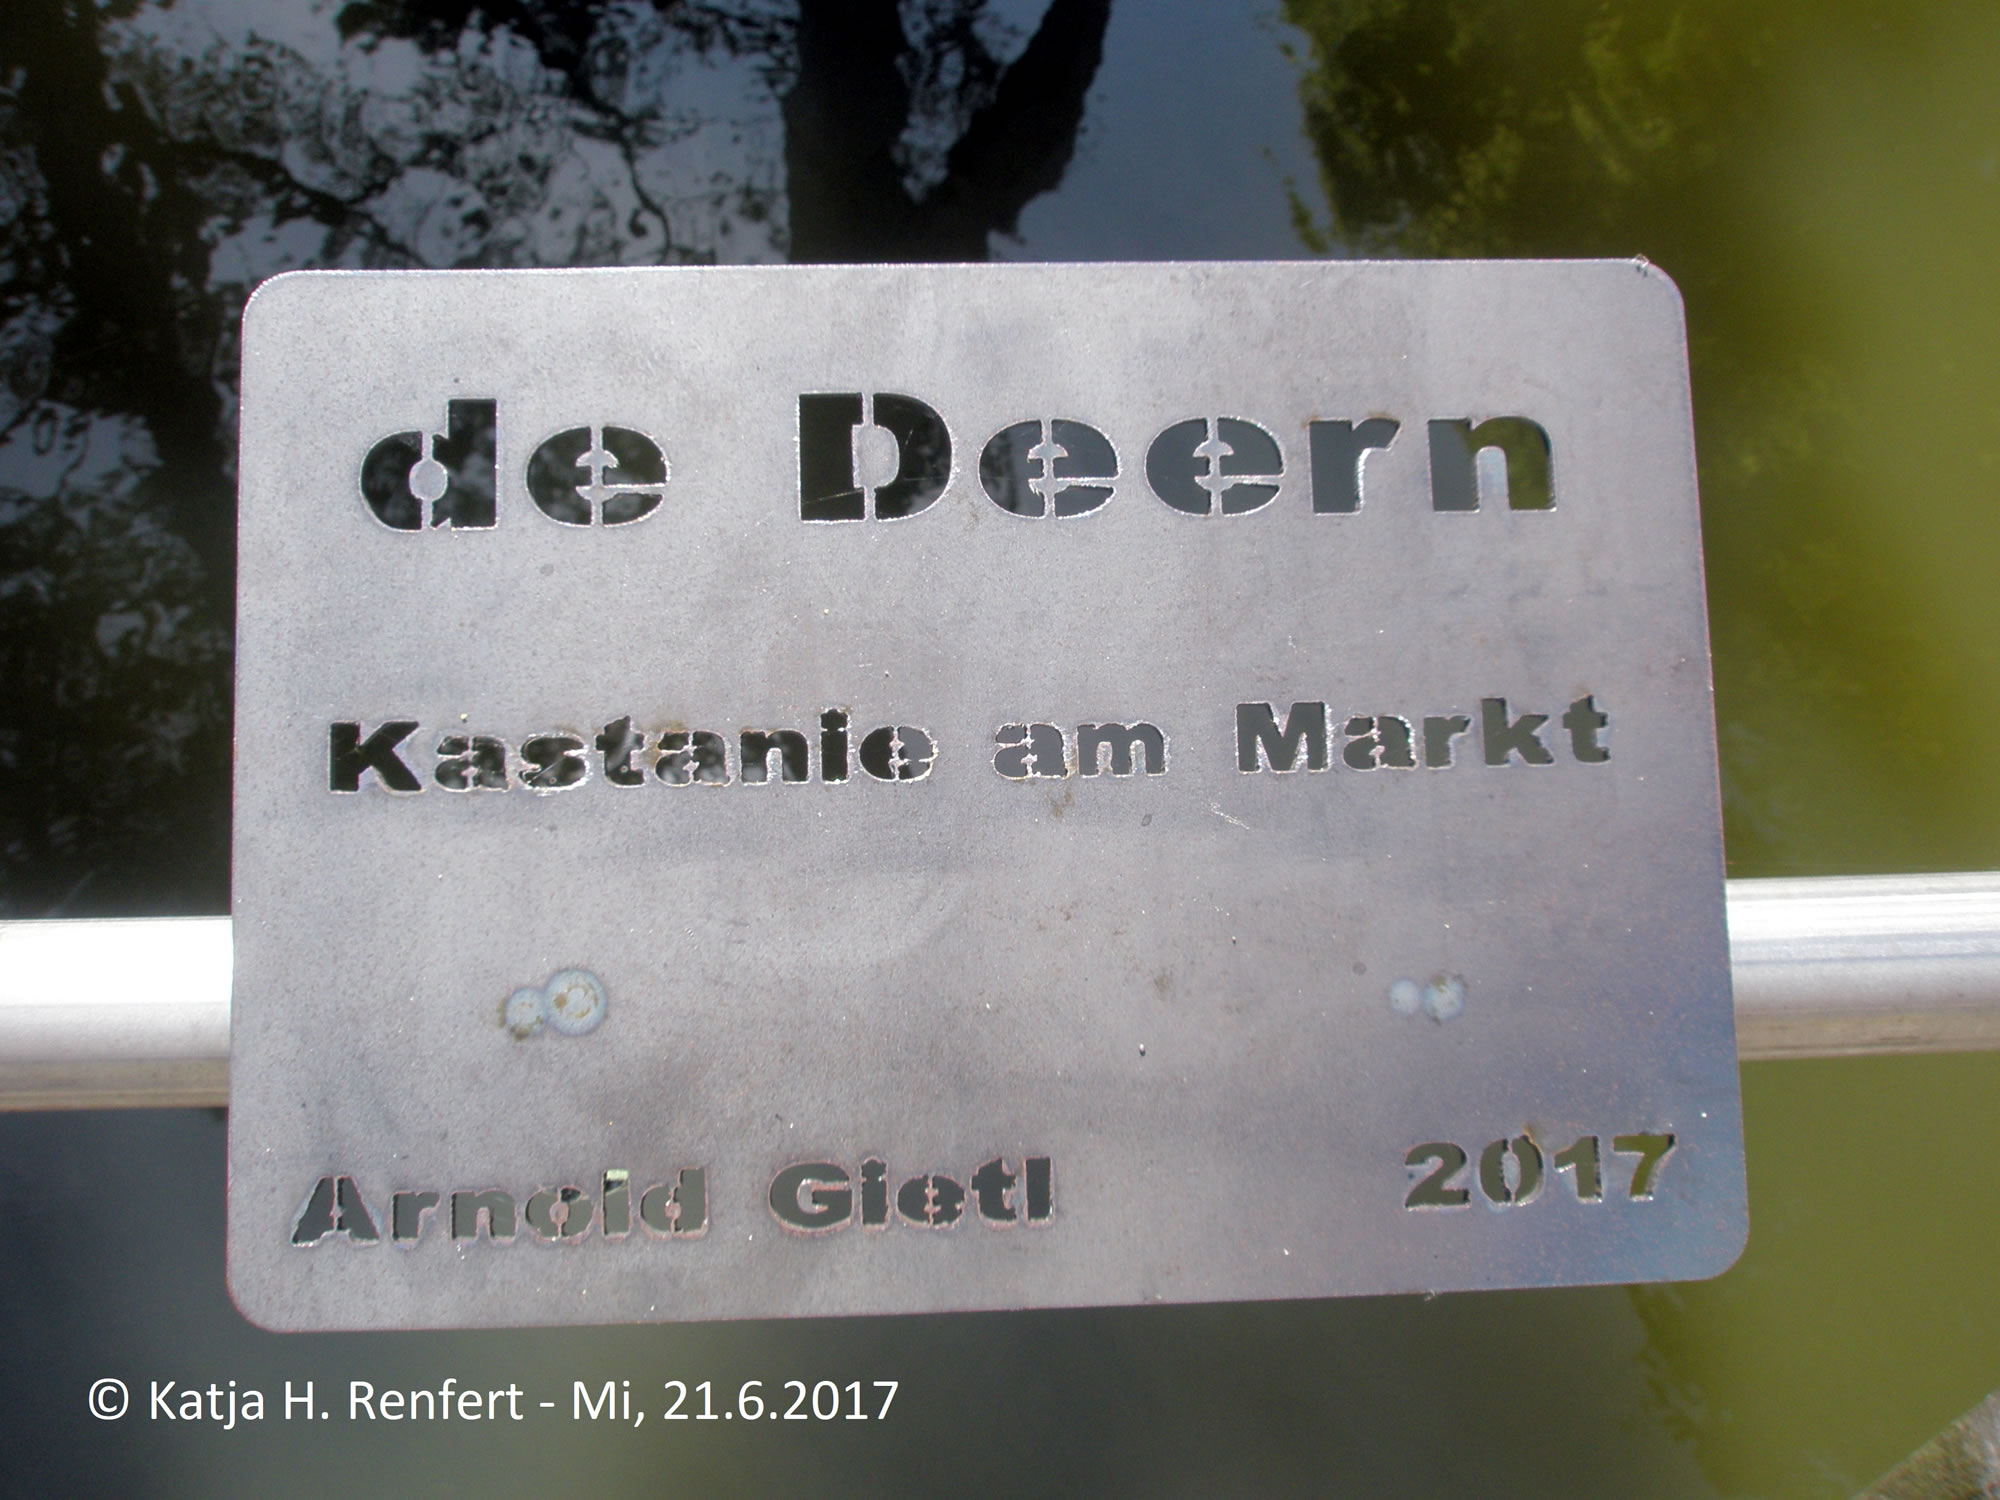 de Deern
Kastanie am Markt
Arnold Gietl 2017
© Katja H. Renfert - Mi, 21.6.2017